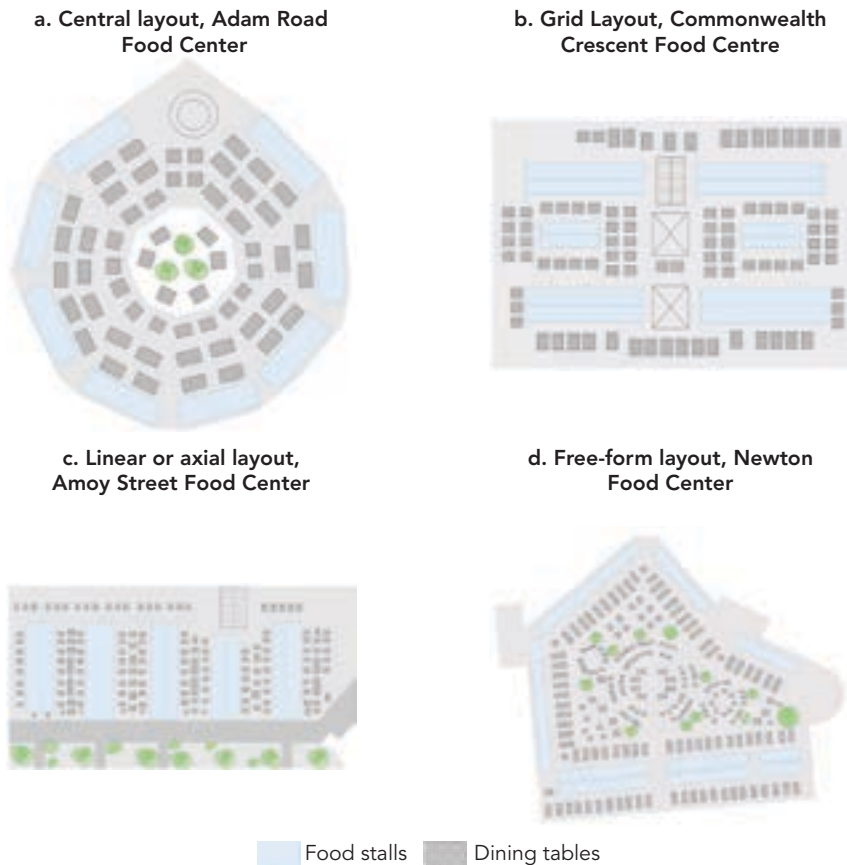 a. Central layout, Adam Road
Food Center
b. Grid Layout, Commonwealth
Crescent Food Centre
c. Linear or axial layout,
Amoy Street Food Center
d. Free-form layout, Newton
Food Center
Food stalls
Dining tables